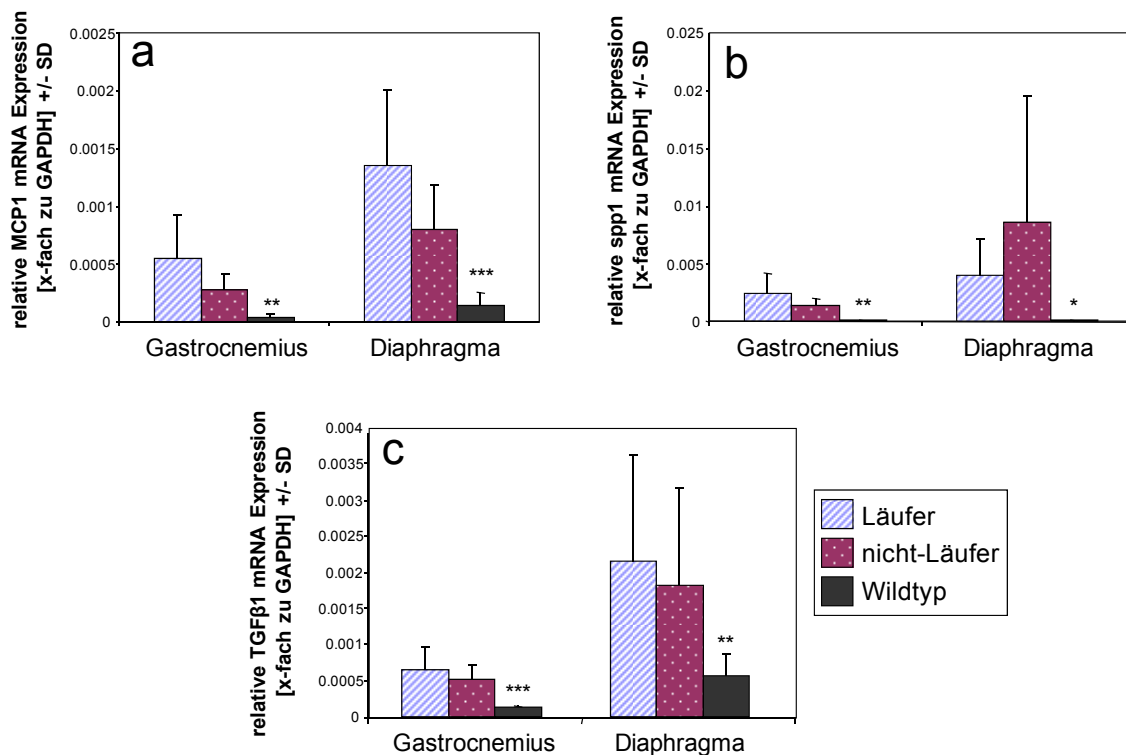 a
relative MCP1 mRNA Expression
[x-fach zu GAPDH] +/- SD
0.0025
0.002
0.0015
0.001
0.0005
0
**
***
Gastrocnemius
Diaphragma
b
relative spp1 mRNA Expression
[x-fach zu GAPDH] +/- SD
0.025
0.02
0.015
0.01
0.005
0
**
*
Gastrocnemius
Diaphragma
c
relative TGFβ1 mRNA Expression
[x-fach zu GAPDH] +/- SD
0.004
0.0035
0.003
0.0025
0.002
0.0015
0.001
0.0005
0
***
**
Gastrocnemius
Diaphragma
Läufer
nicht-Läufer
Wildtyp